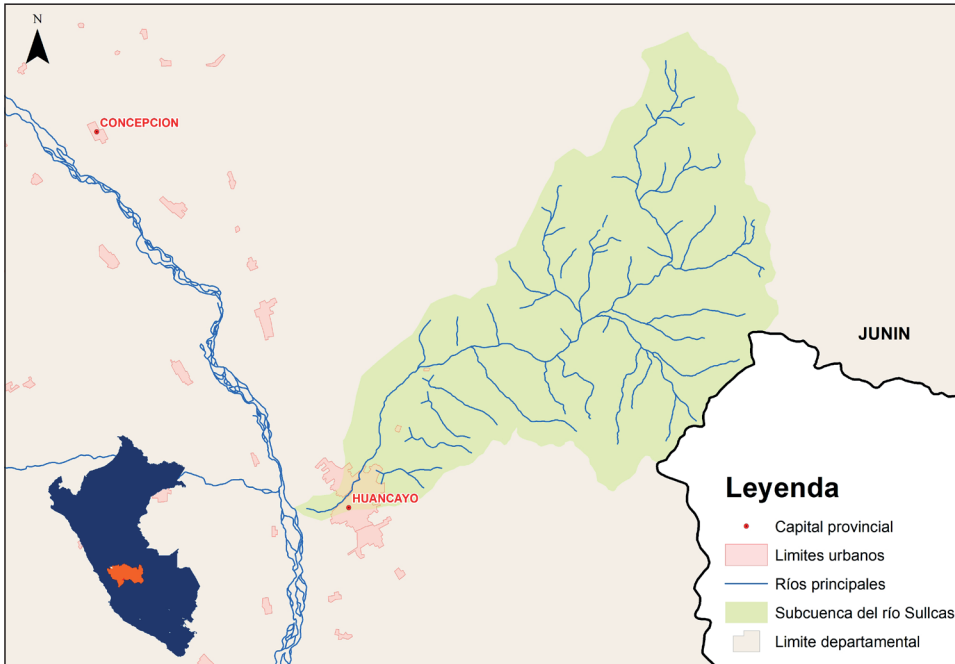 N
CONCEPCION
JUNIN
HUANCAYO
Leyenda
Capital provincial
Limites urbanos
Ríos principales
Subcuenca del río Sullcas
Limite departamental